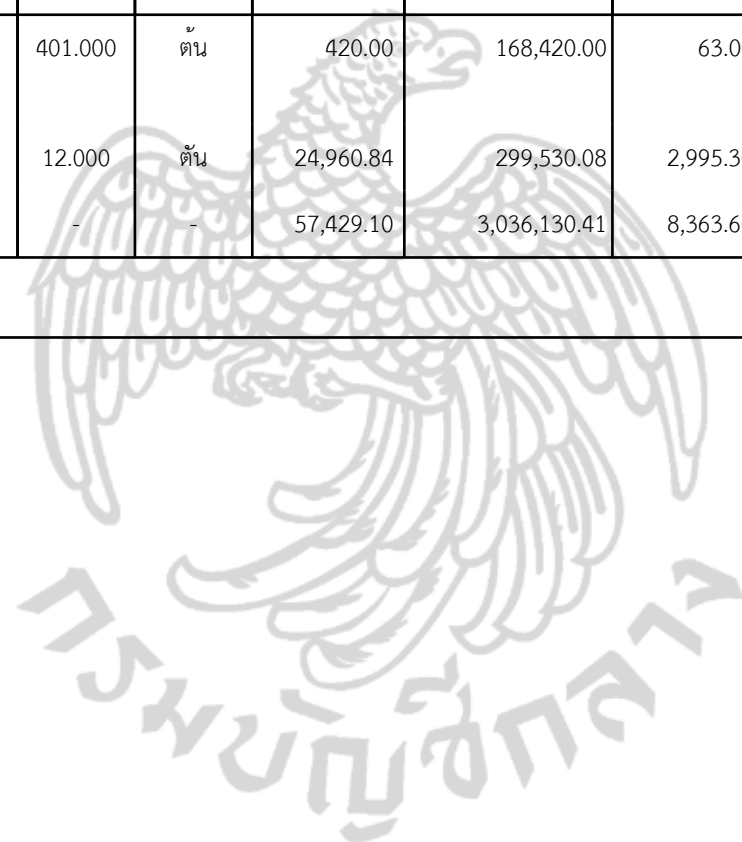 401.000 ต้น 420.00 168,420.00 63.0
12.000 ตัน 24,960.84 299,530.08 2,995.3
- - 57,429.10 3,036,130.41 8,363.6
กรมบัญชีกลาง